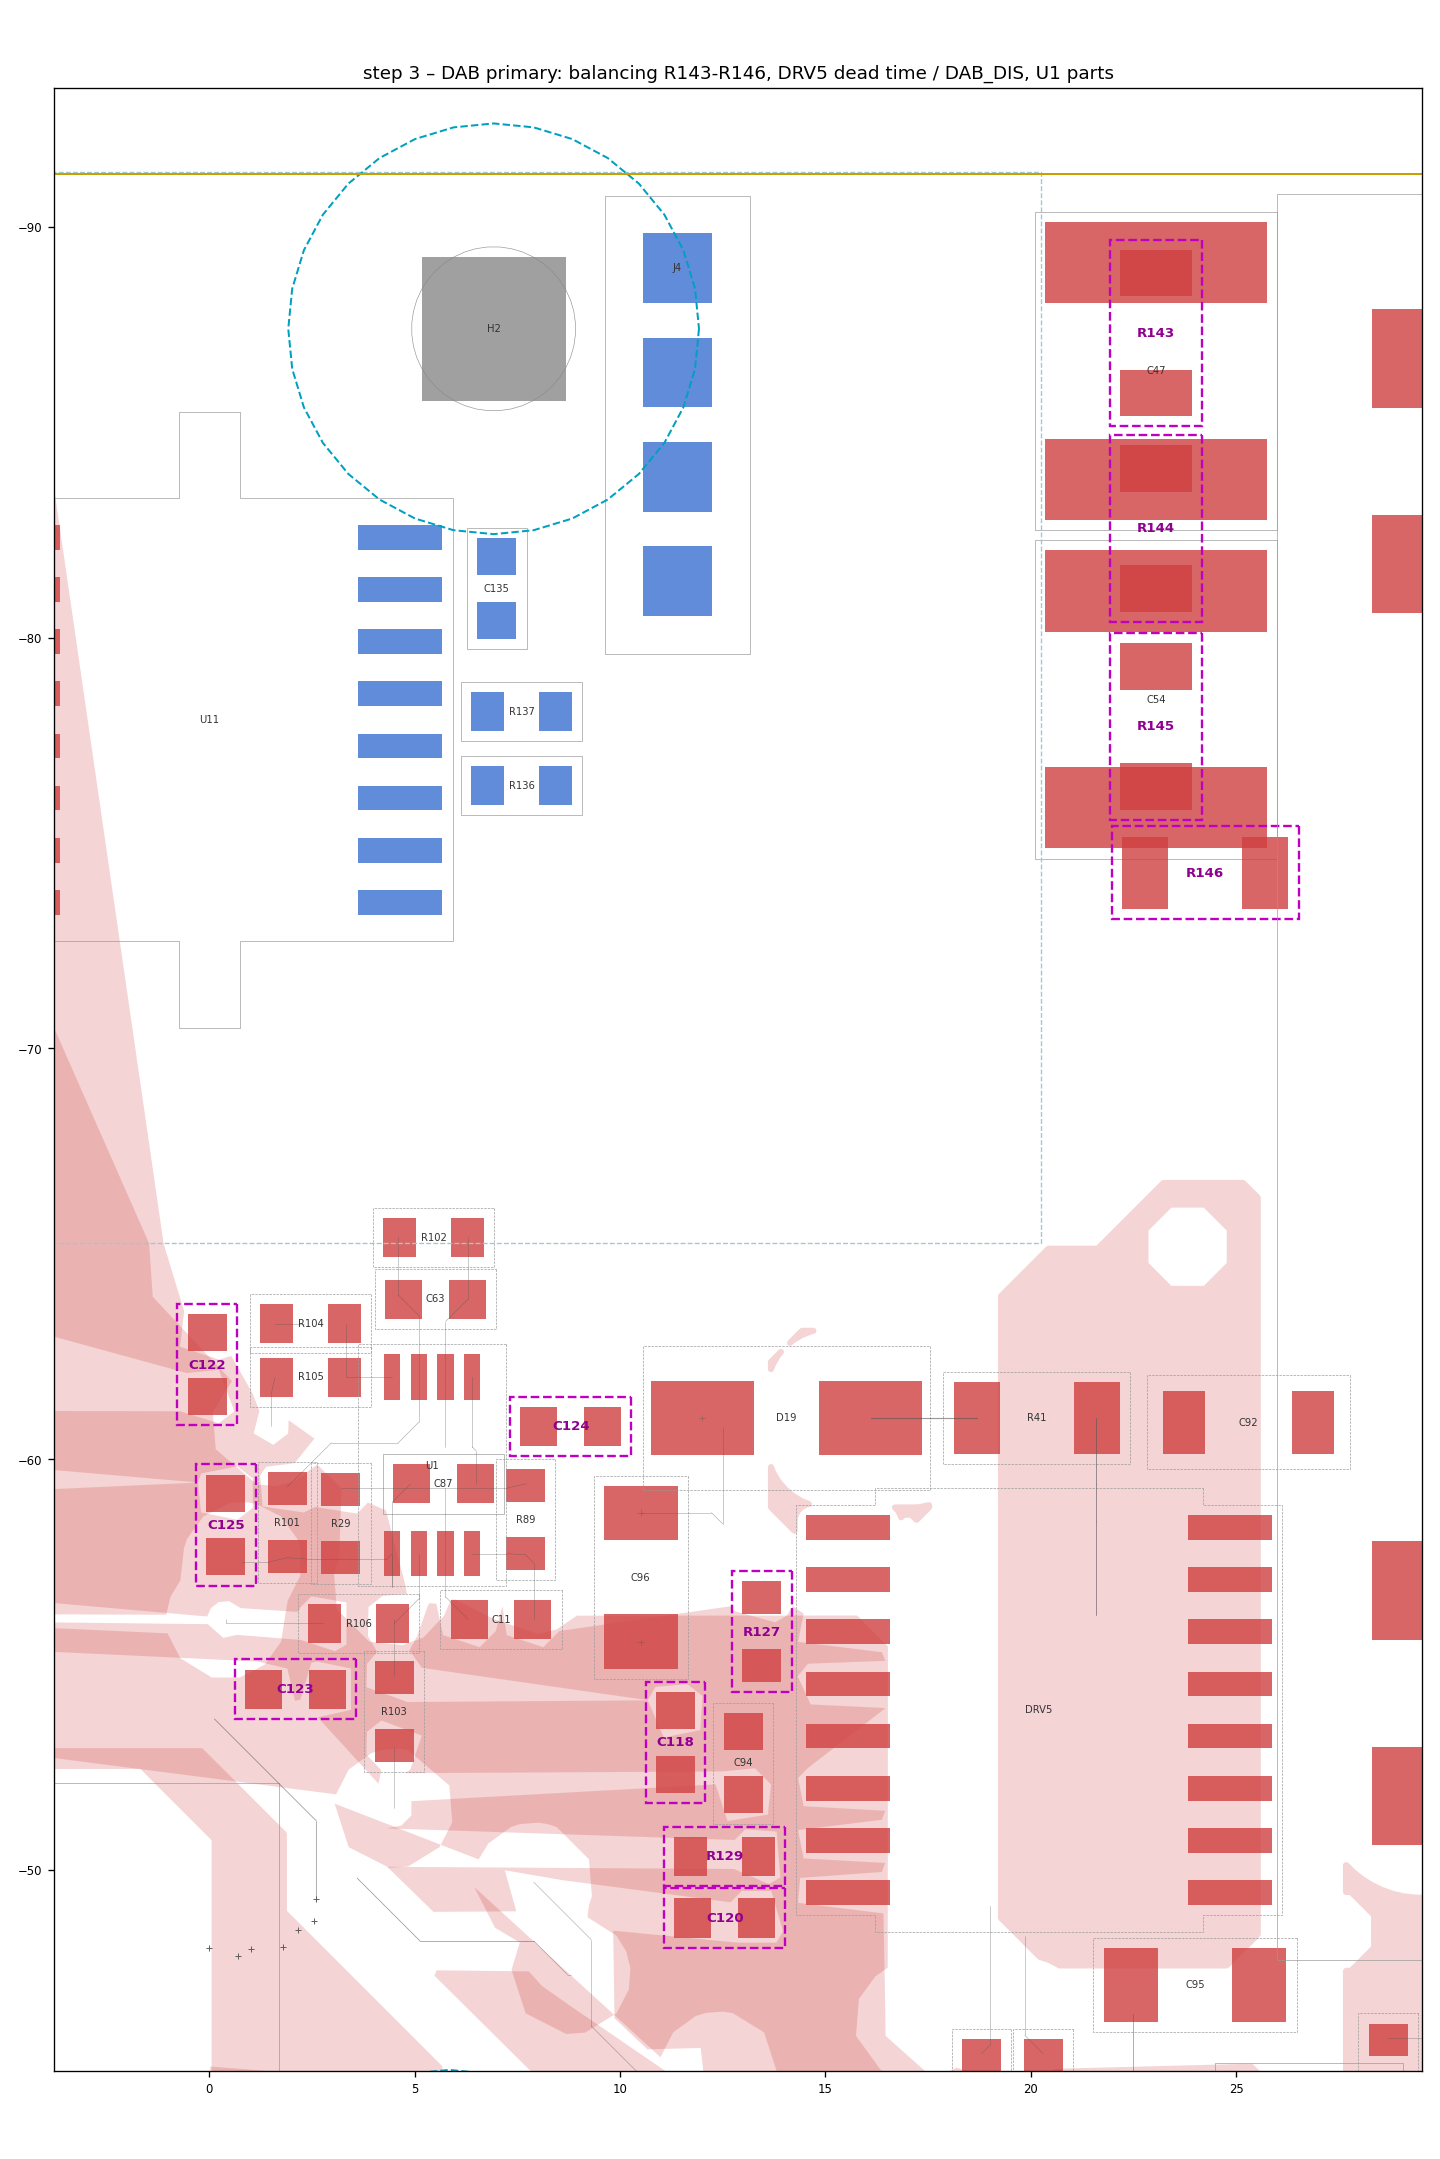 step 3 – DAB primary: balancing R143-R146, DRV5 dead time / DAB_DIS, U1 parts
−90
J4
H2
R143
C47
R144
C135
−80
C54
R137
U11
R145
R136
R146
−70
R102
C63
R104
C122
R105
D19
R41
C92
C124
−60
U1
C87
R101
R29
R89
C125
C96
C11
R106
R127
C123
DRV5
R103
C118
C94
R129
−50
C120
C95
0
5
10
15
20
25